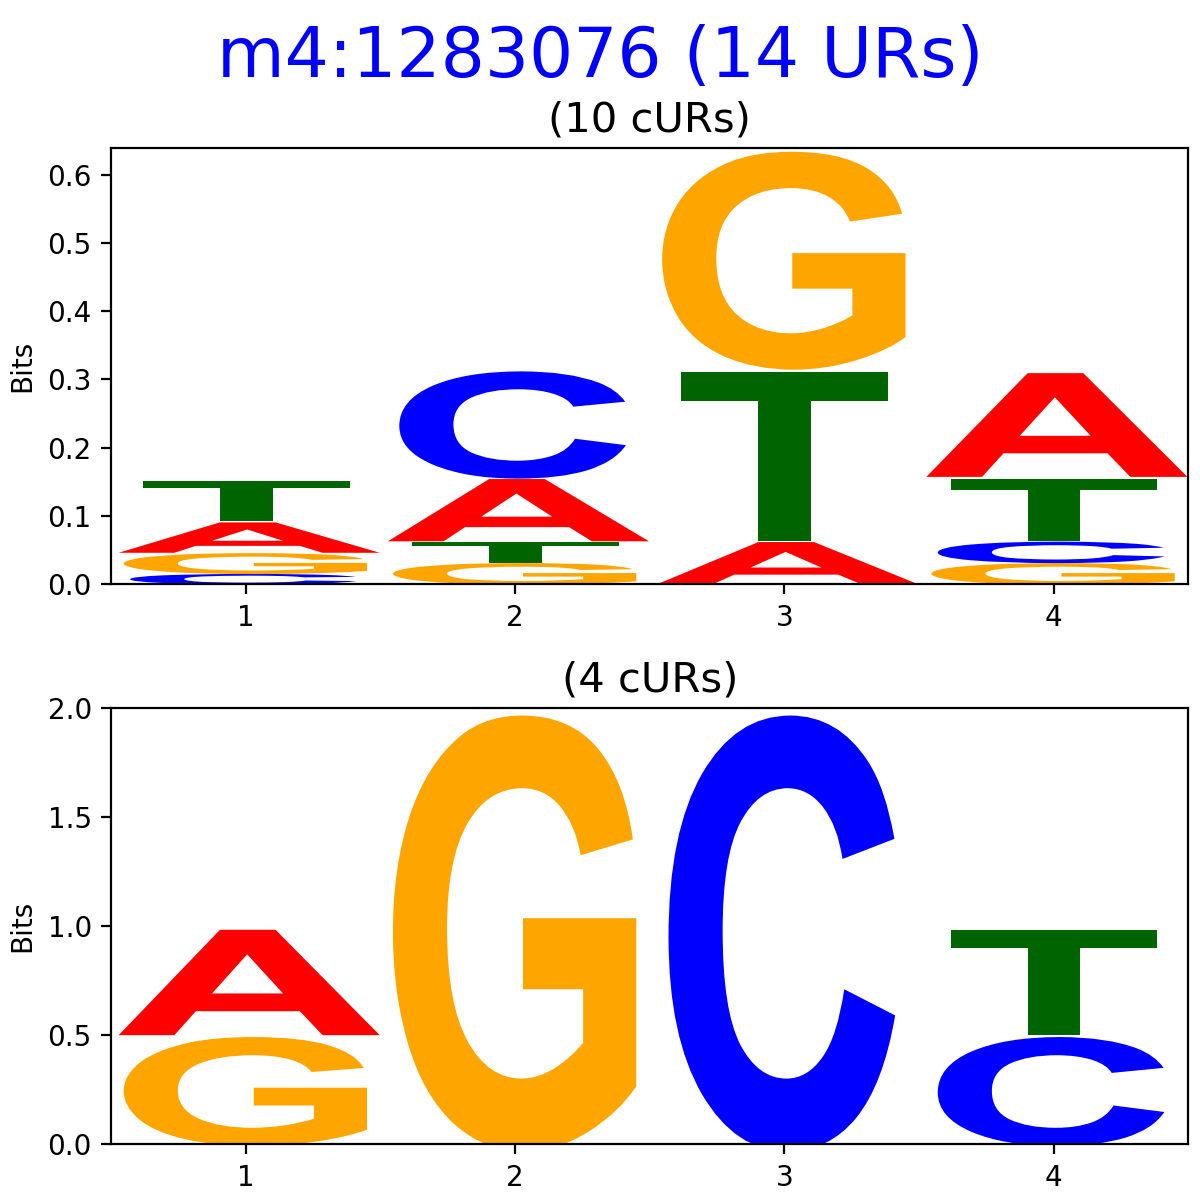 m4:1283076 (14 URs)
(10 cURs)
Bits
0.6
0.5
0.4
0.3
0.2
0.1
0.0
G
C T A
T A T C
A G T A C G
1 2 3 4
(4 cURs)
Bits
2.0
1.5
1.0
0.5
0.0
A G C T
G C
1 2 3 4